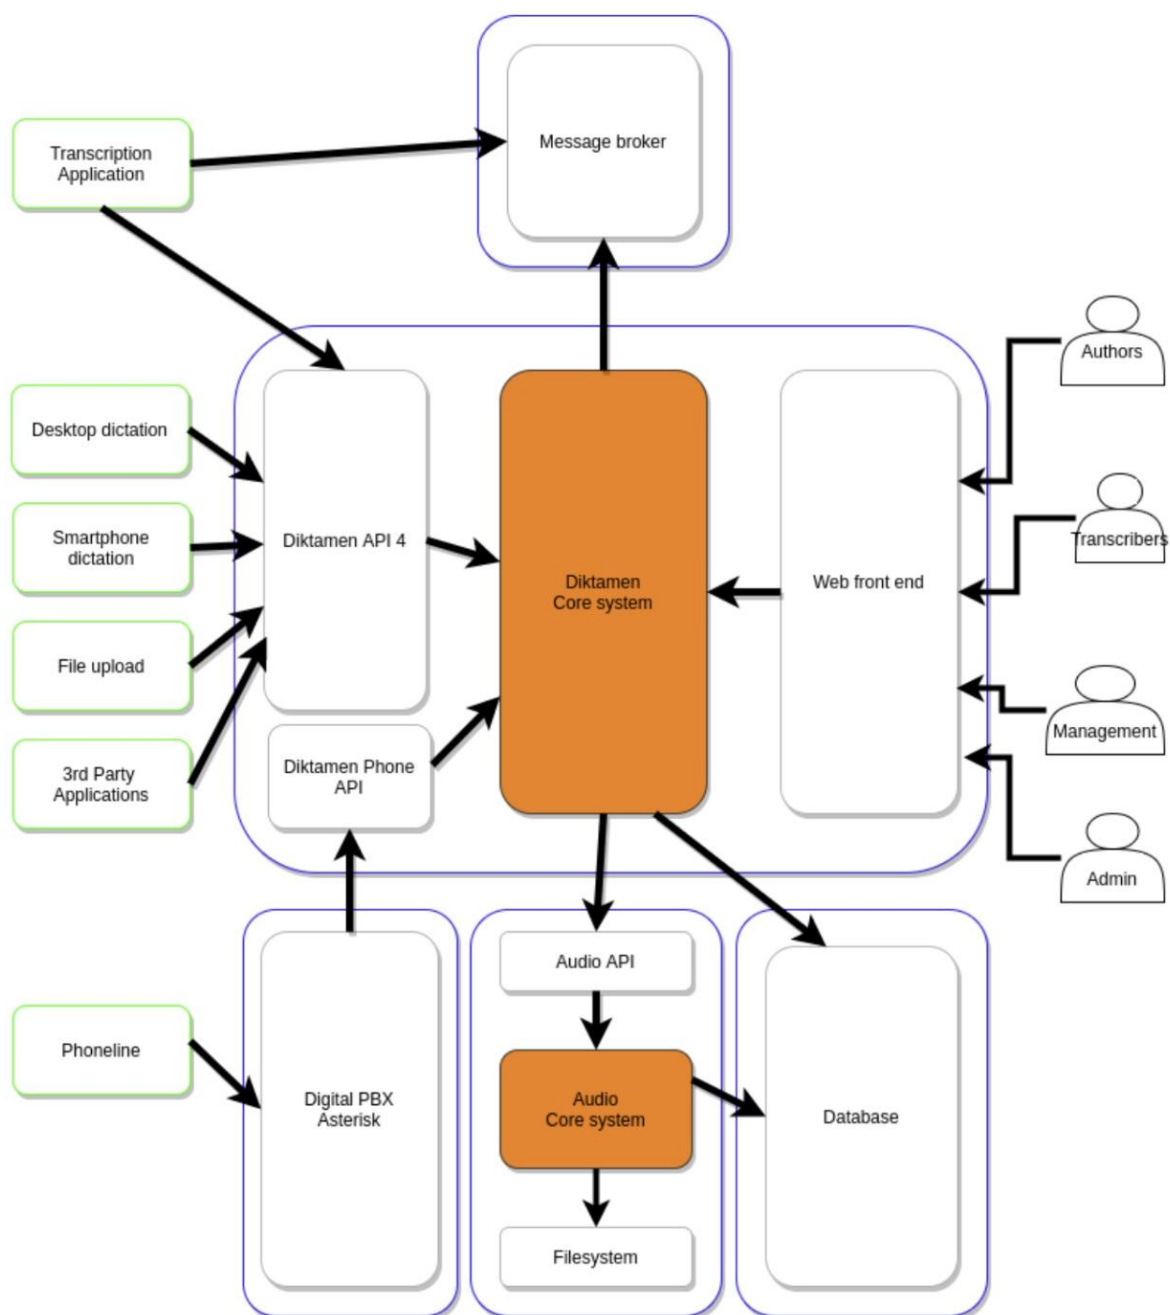 Message broker
Transcription
Application
Authors
Desktop dictation
Smartphone
dictation
File upload
3rd Party
Applications
Diktamen API 4
Diktamen Phone
API
Diktamen
Core system
Web front end
Transcribers
Management
Admin
Phoneline
Digital PBX
Asterisk
Audio API
Audio
Core system
Filesystem
Database